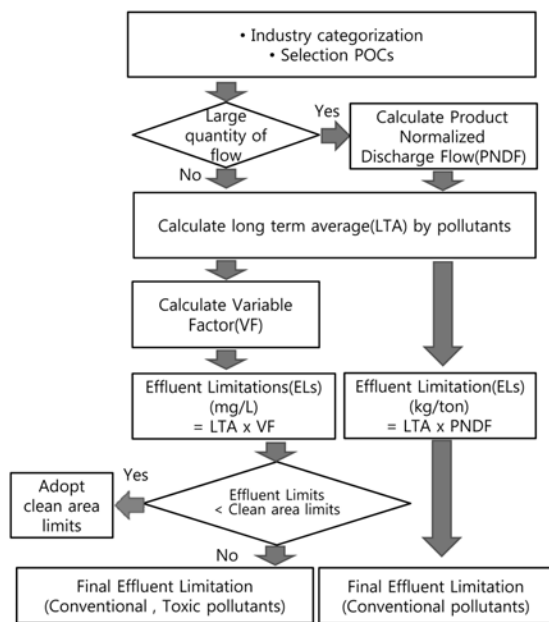 • Industry categorization
• Selection POCs
Large
quantity of
flow
Yes
No
Calculate Product
Normalized
Discharge Flow(PNDF)
Calculate long term average(LTA) by pollutants
Calculate Variable
Factor(VF)
Effluent Limitations(ELs)
(mg/L)
= LTA x VF
Effluent Limitation(ELs)
(kg/ton)
= LTA x PNDF
Effluent Limits
< Clean area limits
Yes
Adopt
clean area
limits
No
Final Effluent Limitation
(Conventional , Toxic pollutants)
Final Effluent Limitation
(Conventional pollutants)